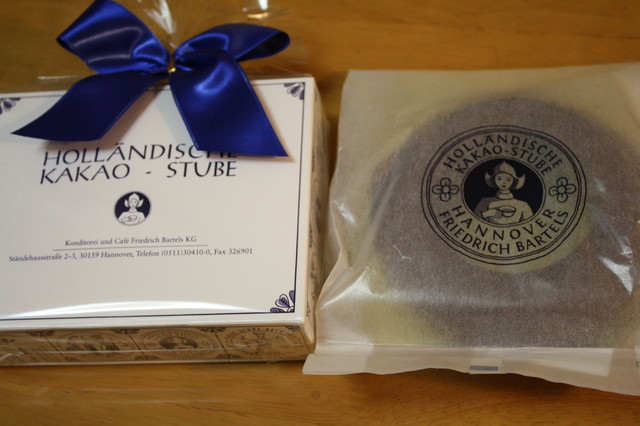 HOLLÄNDISCHE
KAKAO - STUBE
Konditorei und Café Friedrich Bartels KG
Ständehausstraße 2-3, 30159 Hannover, Telefon (0511)30410-0, Fax 326901
HOLLÄNDISCHE
KAKAO-STUBE
HANNOVER
FRIEDRICH BARTELS